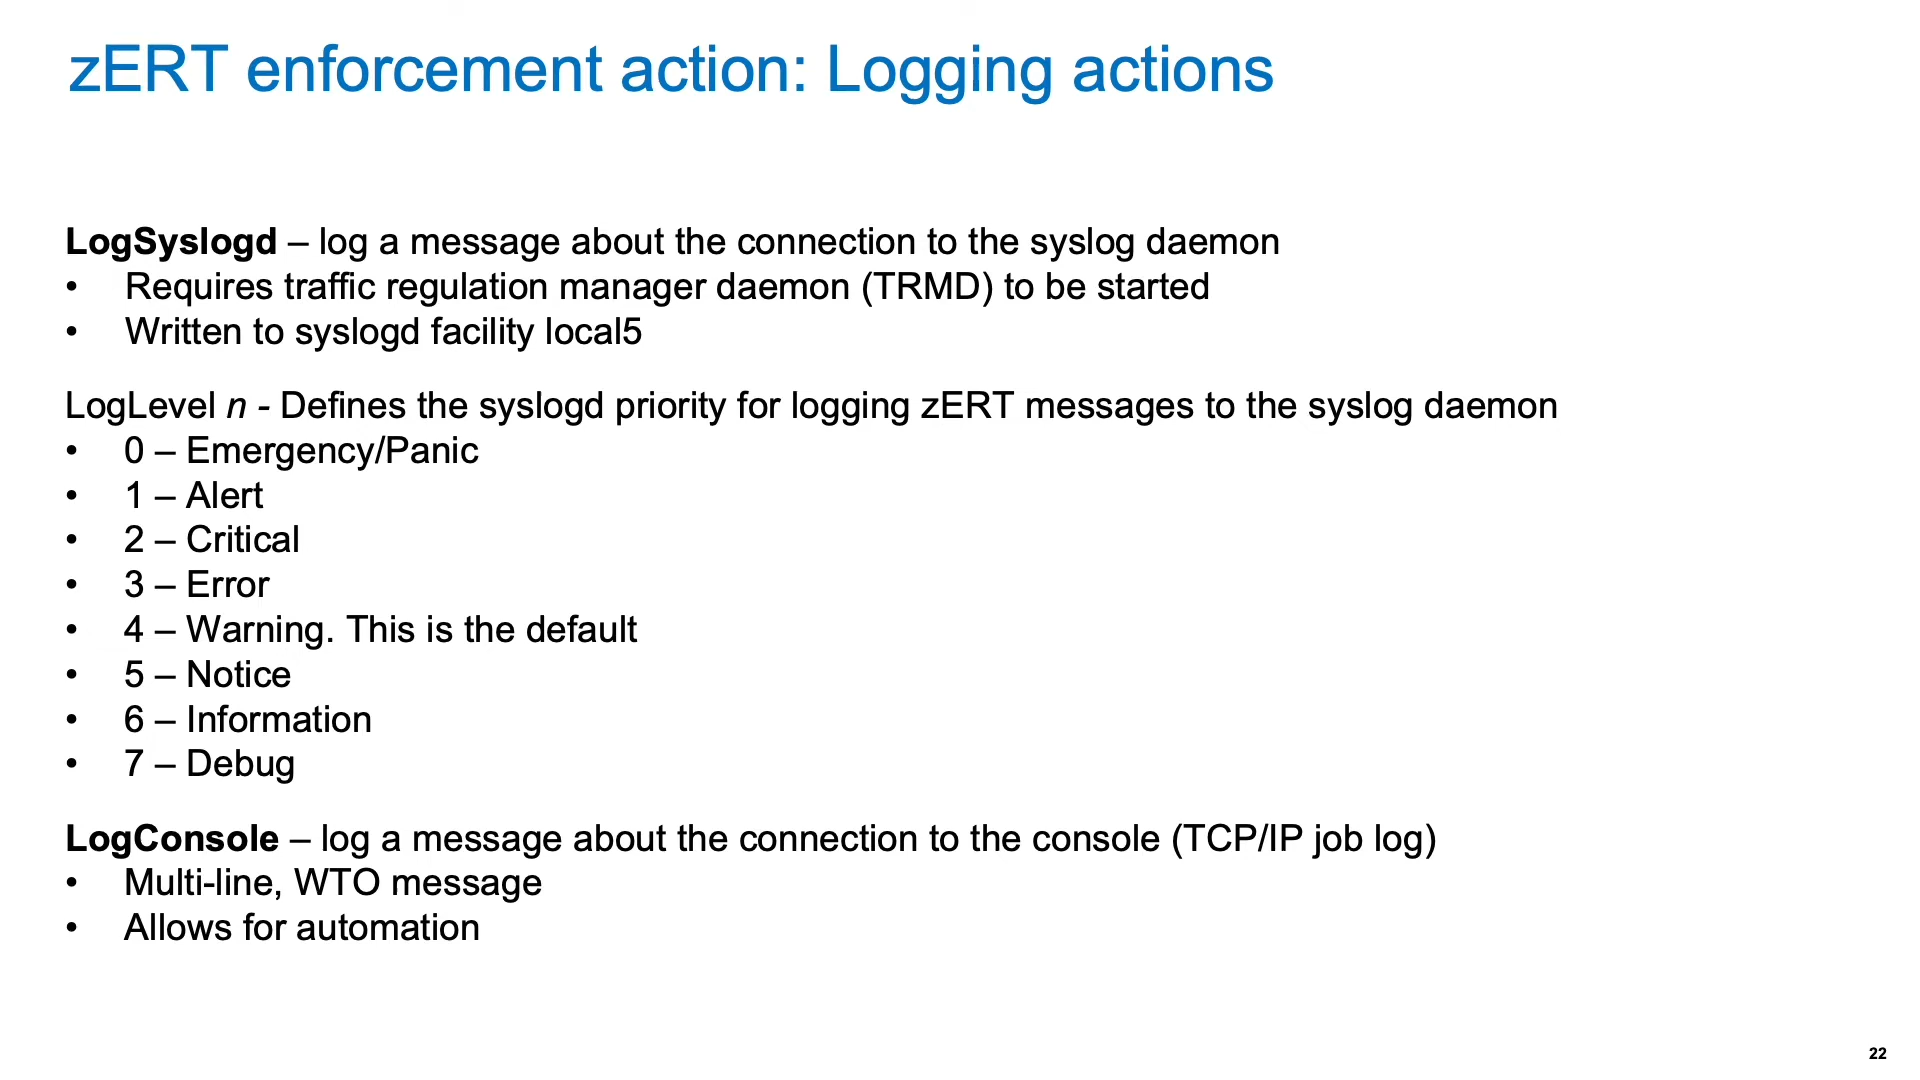 zERT enforcement action: Logging actions
LogSyslogd – log a message about the connection to the syslog daemon
• Requires traffic regulation manager daemon (TRMD) to be started
• Written to syslogd facility local5
LogLevel n - Defines the syslogd priority for logging zERT messages to the syslog daemon
• 0 – Emergency/Panic
• 1 – Alert
• 2 – Critical
• 3 – Error
• 4 – Warning. This is the default
• 5 – Notice
• 6 – Information
• 7 – Debug
LogConsole – log a message about the connection to the console (TCP/IP job log)
• Multi-line, WTO message
• Allows for automation
22